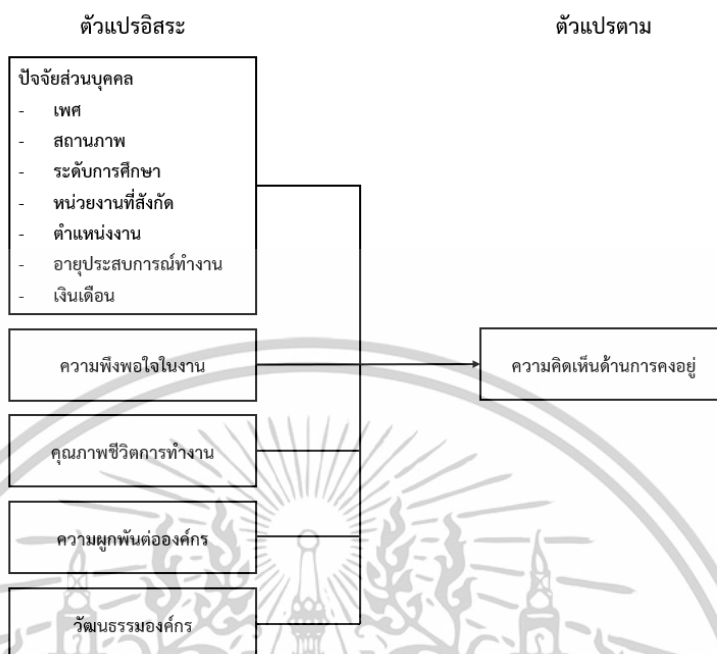 ตัวแปรอิสระ
ตัวแปรตาม
ปัจจัยส่วนบุคคล
- เพศ
- สถานภาพ
- ระดับการศึกษา
- หน่วยงานที่สังกัด
- ตำแหน่งงาน
- อายุประสบการณ์ทำงาน
- เงินเดือน
ความพึงพอใจในงาน
ความคิดเห็นด้านการคงอยู่
คุณภาพชีวิตการทำงาน
ความผูกพันต่อองค์กร
วัฒนธรรมองค์กร